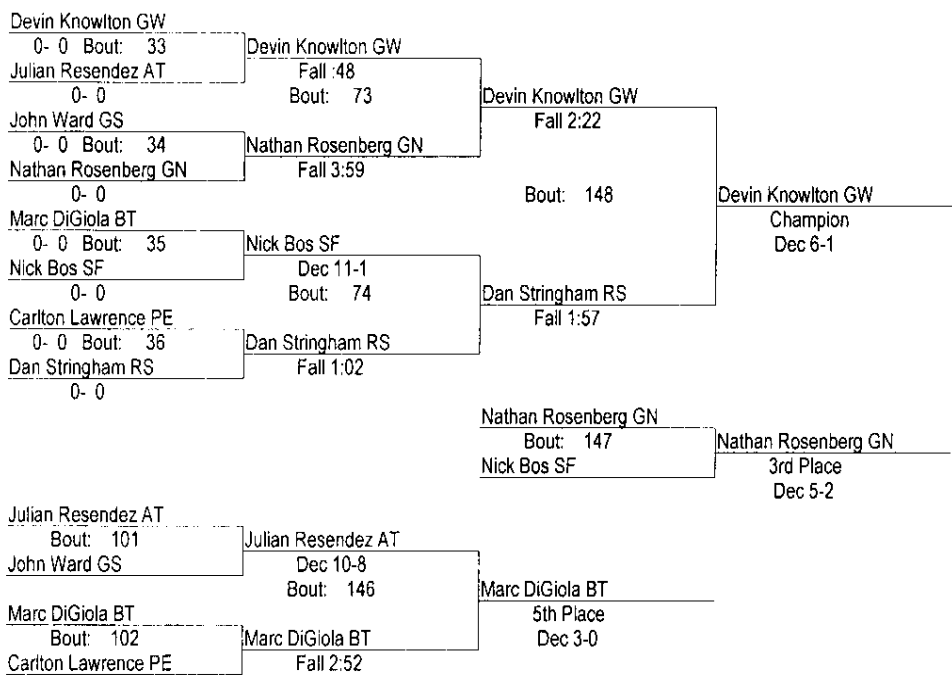 Devin Knowlton GW
0- 0 Bout: 33
Julian Resendez AT
0- 0
John Ward GS
0- 0 Bout: 34
Nathan Rosenberg GN
0- 0
Marc DiGiola BT
0- 0 Bout: 35
Nick Bos SF
0- 0
Carlton Lawrence PE
0- 0 Bout: 36
Dan Stringham RS
0- 0
Devin Knowlton GW
Fall :48
Bout: 73
Nathan Rosenberg GN
Fall 3:59
Nick Bos SF
Dec 11-1
Bout: 74
Dan Stringham RS
Fall 1:02
Devin Knowlton GW
Fall 2:22
Bout: 148
Dan Stringham RS
Fall 1:57
Devin Knowlton GW
Champion
Dec 6-1
Nathan Rosenberg GN
Bout: 147
Nick Bos SF
Nathan Rosenberg GN
3rd Place
Dec 5-2
Julian Resendez AT
Bout: 101
John Ward GS
Marc DiGiola BT
Bout: 102
Carlton Lawrence PE
Julian Resendez AT
Dec 10-8
Bout: 146
Marc DiGiola BT
Fall 2:52
Marc DiGiola BT
5th Place
Dec 3-0